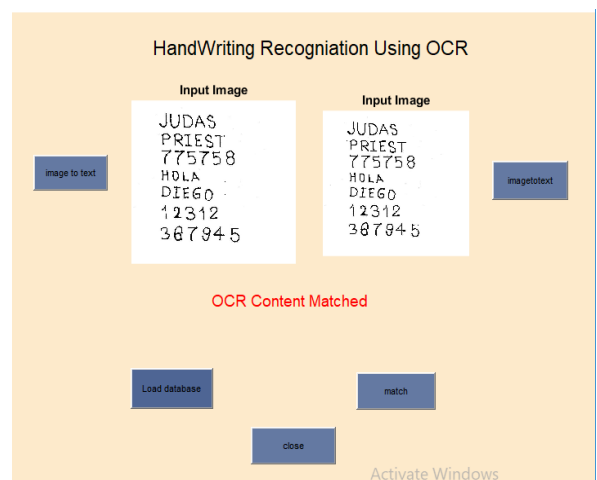 HandWriting Recogniation Using OCR
Input Image
Input Image
JUDAS
PRIEST
775758
HOLA
DIEGO
12312
387945
JUDAS
PRIEST
775758
HOLA
DIEGO
12312
387945
image to text
imagetotext
OCR Content Matched
Load database
match
close
Activate Windows